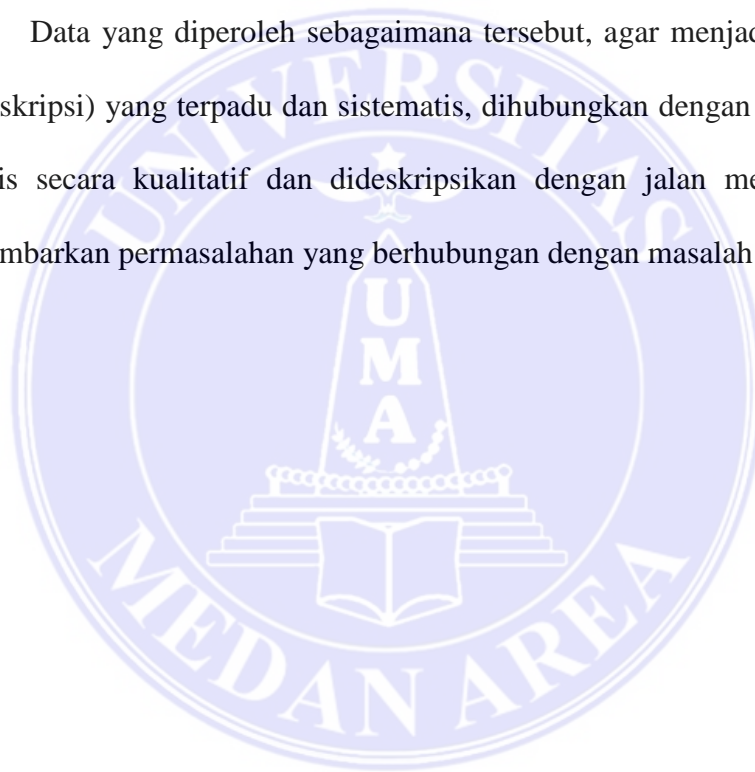 Data yang diperoleh sebagaimana tersebut, agar menjad
skripsi) yang terpadu dan sistematis, dihubungkan dengan
is secara kualitatif dan dideskripsikan dengan jalan me
mbarkan permasalahan yang berhubungan dengan masalah
UNIVERSITAS
U
M
A
MEDAN AREA